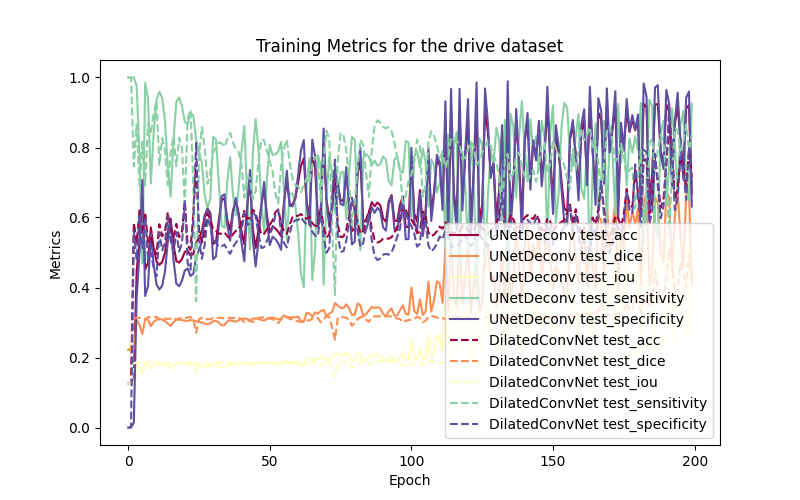 Training Metrics for the drive dataset
Metrics
1.0
0.8
0.6
0.4
0.2
0.0
UNetDeconv test_acc
UNetDeconv test_dice
UNetDeconv test_iou
UNetDeconv test_sensitivity
UNetDeconv test_specificity
DilatedConvNet test_acc
DilatedConvNet test_dice
DilatedConvNet test_iou
DilatedConvNet test_sensitivity
DilatedConvNet test_specificity
0 50 100 150 200
Epoch